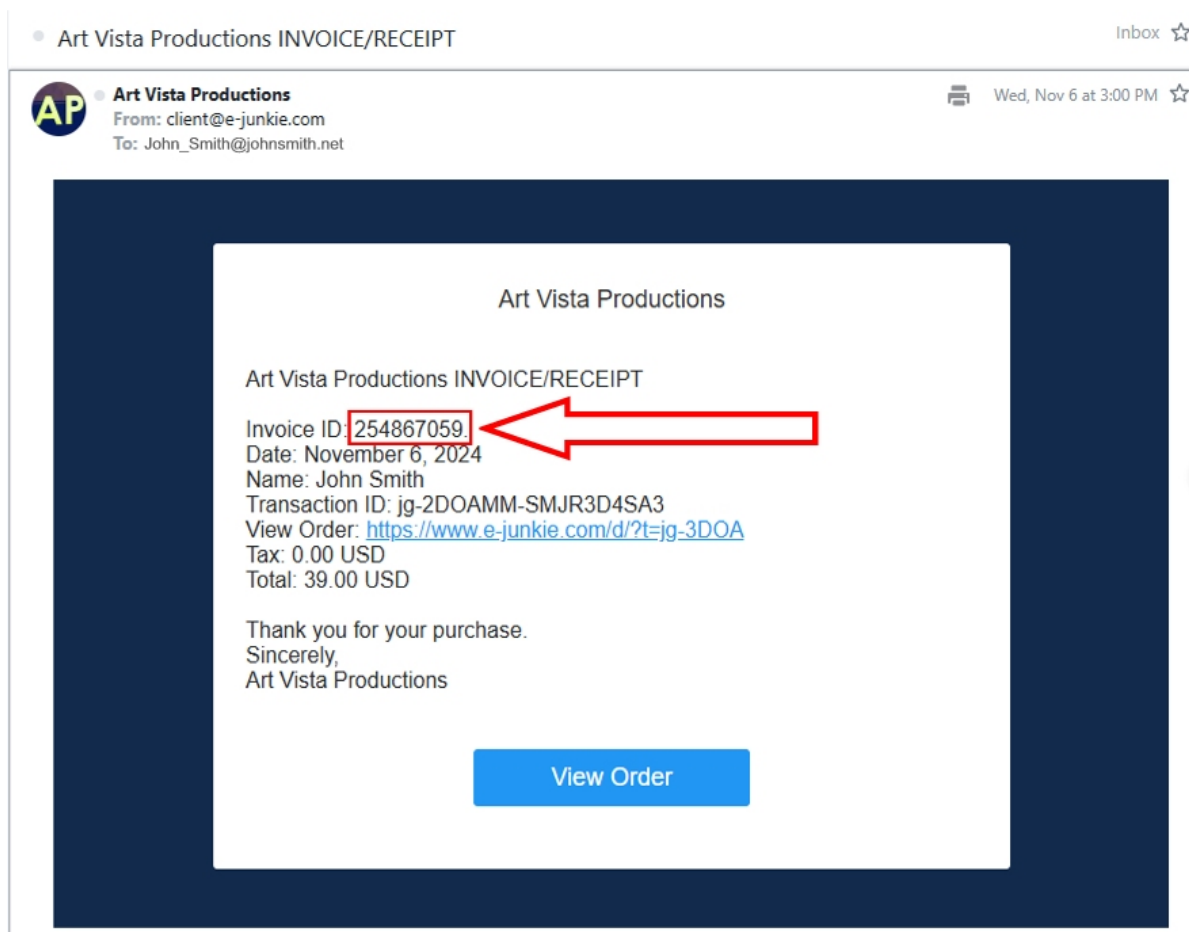 Art Vista Productions INVOICE/RECEIPT
Inbox
AP
Art Vista Productions
Wed, Nov 6 at 3:00 PM
From: client@e-junkie.com
To: John_Smith@johnsmith.net
Art Vista Productions
Art Vista Productions INVOICE/RECEIPT
Invoice ID: 254867059.
Date: November 6, 2024
Name: John Smith
Transaction ID: jg-2DOAMM-SMJR3D4SA3
View Order: https://www.e-junkie.com/d/?t=jg-3DOA
Tax: 0.00 USD
Total: 39.00 USD
Thank you for your purchase.
Sincerely,
Art Vista Productions
View Order